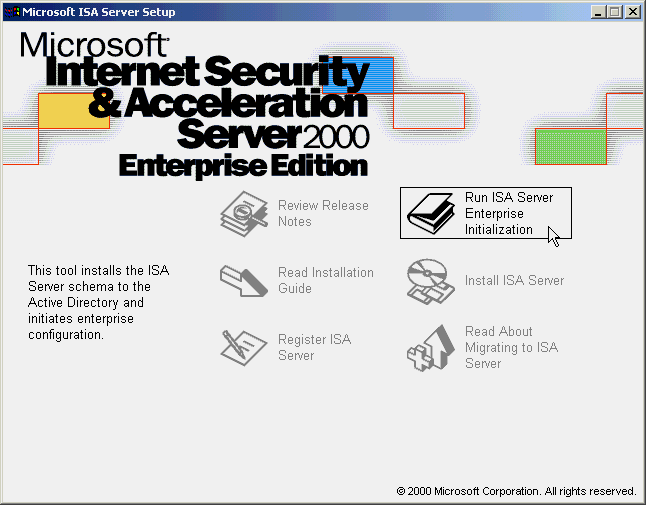 Microsoft ISA Server Setup
Microsoft®
Internet Security
& Acceleration
Server 2000
Enterprise Edition
Review Release
Notes
Run ISA Server
Enterprise
Initialization
This tool installs the ISA
Server schema to the
Active Directory and
initiates enterprise
configuration.
Read Installation
Guide
Install ISA Server
Register ISA
Server
Read About
Migrating to ISA
Server
© 2000 Microsoft Corporation. All rights reserved.